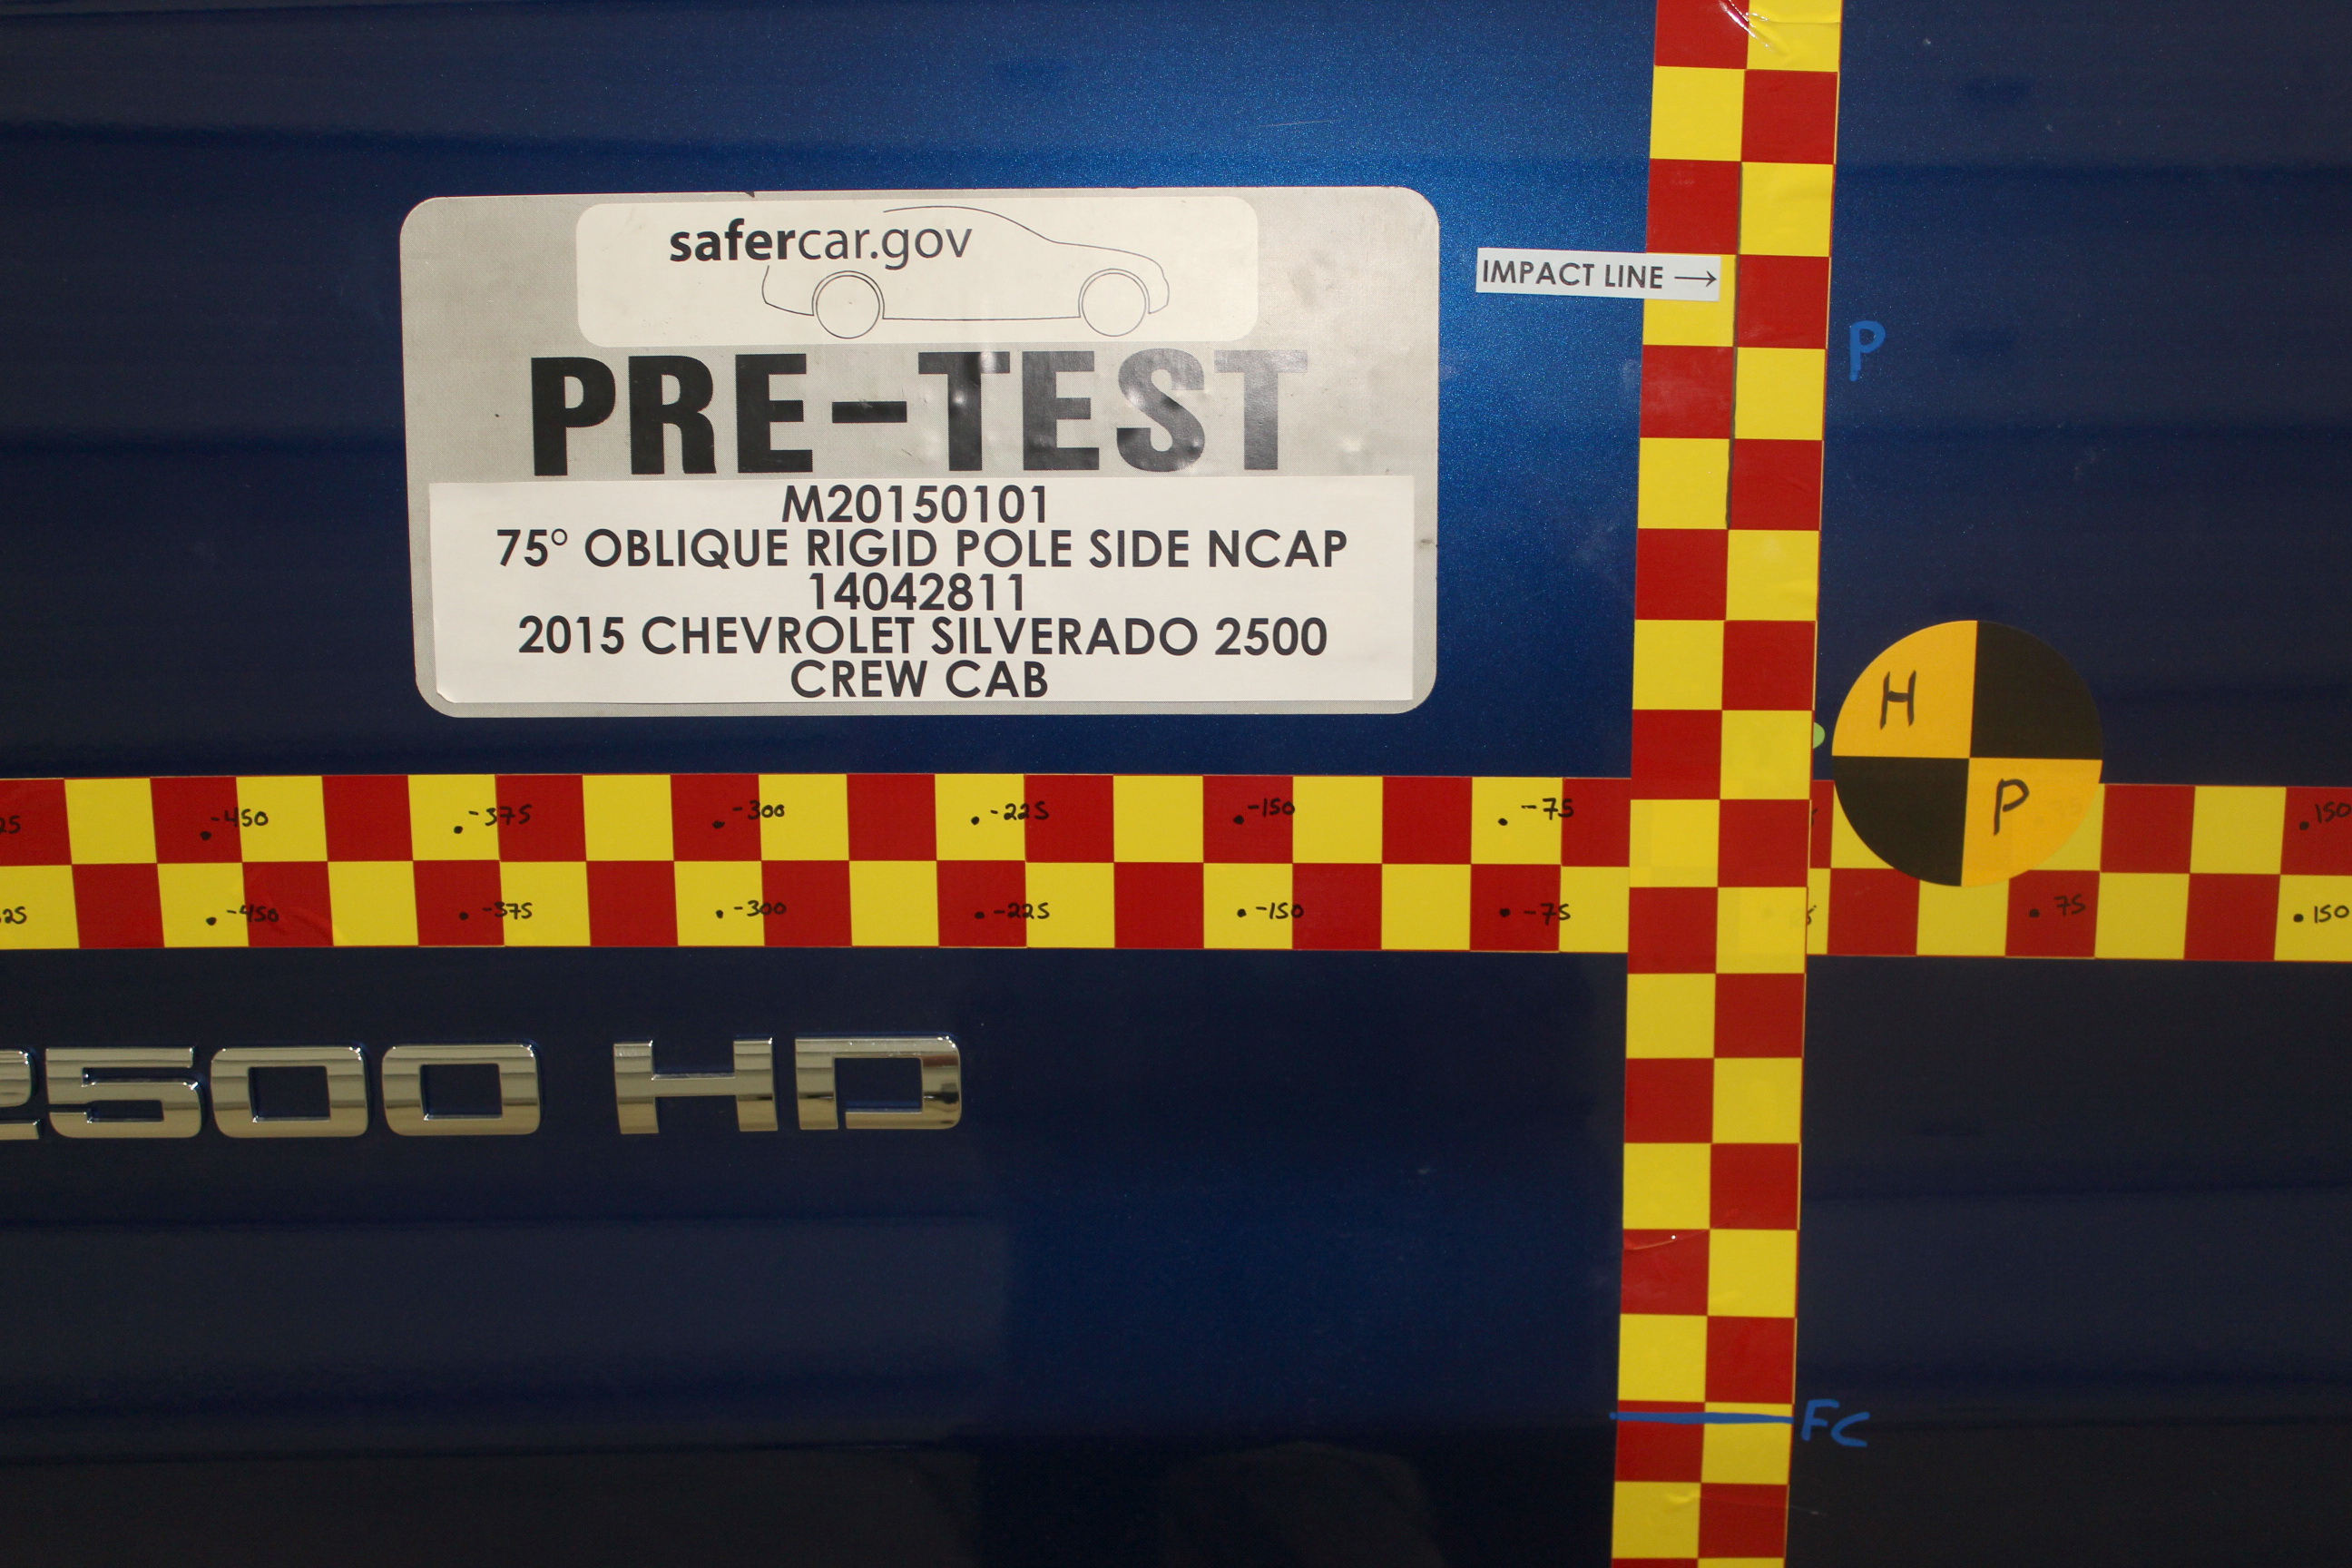 safercar.gov
IMPACT LINE →
P
PRE-TEST
M20150101
75° OBLIQUE RIGID POLE SIDE NCAP
14042811
2015 CHEVROLET SILVERADO 2500
CREW CAB
H
P
-450 -375 -300 -225 -150 -75 150
-450 -375 -300 -225 -150 -75 75 150
2500 HD
FC